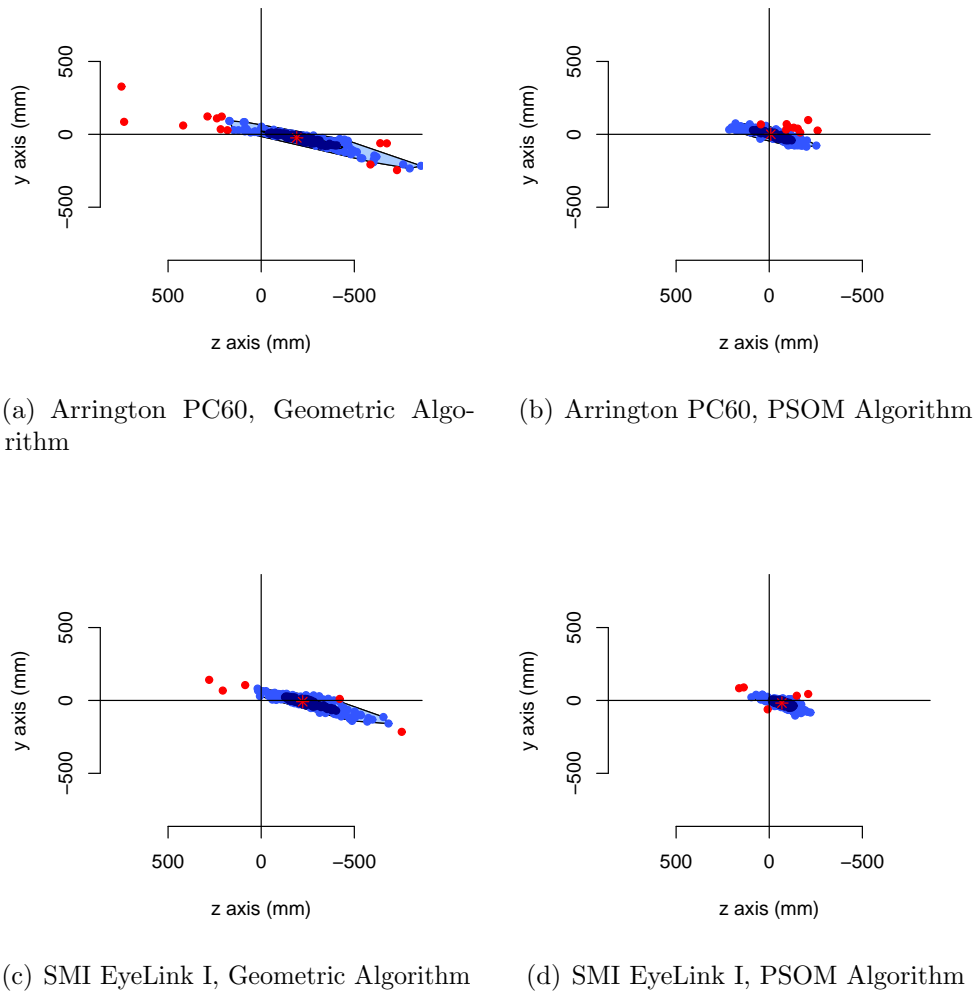 500
0
−500
y axis (mm)
500 0 −500
z axis (mm)
500
0
−500
y axis (mm)
500 0 −500
z axis (mm)
(a) Arrington PC60, Geometric Algo-
rithm
(b) Arrington PC60, PSOM Algorithm
500
0
−500
y axis (mm)
500 0 −500
z axis (mm)
500
0
−500
y axis (mm)
500 0 −500
z axis (mm)
(c) SMI EyeLink I, Geometric Algorithm
(d) SMI EyeLink I, PSOM Algorithm